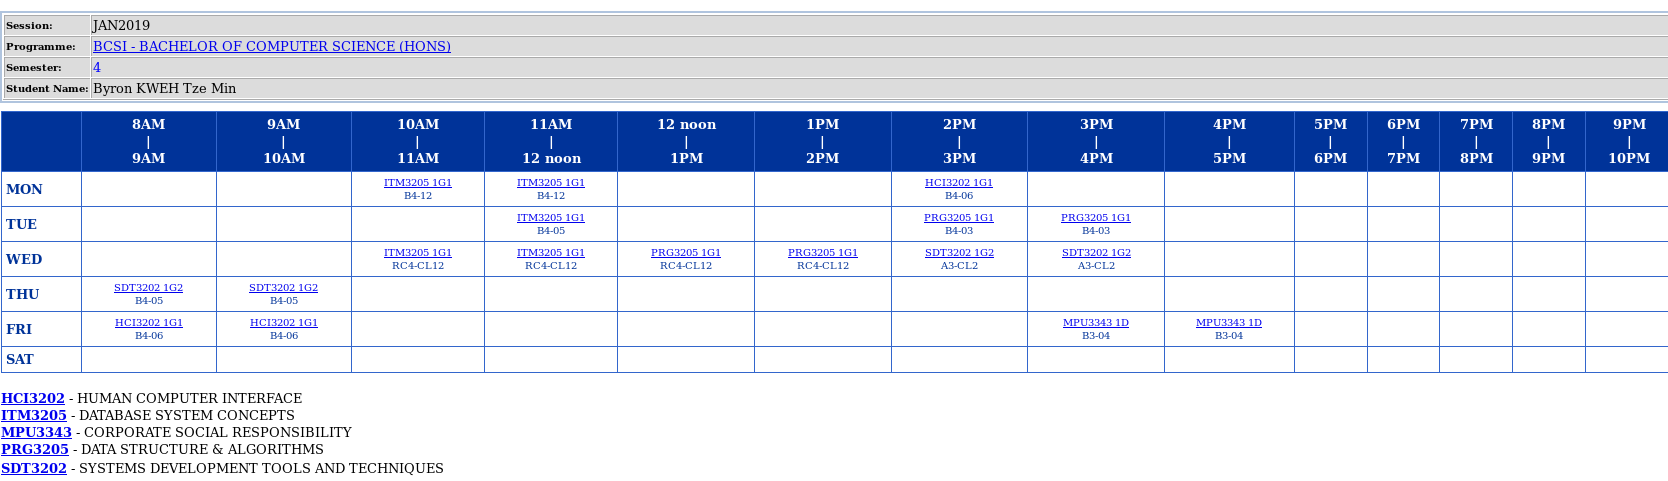 Session: JAN2019
Programme: BCSI - BACHELOR OF COMPUTER SCIENCE (HONS)
Semester: 4
Student Name: Byron KWEH Tze Min
8AM 9AM 10AM 11AM 12 noon 1PM 2PM 3PM 4PM 5PM 6PM 7PM 8PM 9PM
| | | | | | | | | | | | | |
9AM 10AM 11AM 12 noon 1PM 2PM 3PM 4PM 5PM 6PM 7PM 8PM 9PM 10PM
MON ITM3205 1G1 ITM3205 1G1 HCI3202 1G1
B4-12 B4-12 B4-06
TUE ITM3205 1G1 PRG3205 1G1 PRG3205 1G1
B4-05 B4-03 B4-03
WED ITM3205 1G1 ITM3205 1G1 PRG3205 1G1 PRG3205 1G1 SDT3202 1G2 SDT3202 1G2
RC4-CL12 RC4-CL12 RC4-CL12 RC4-CL12 A3-CL2 A3-CL2
THU SDT3202 1G2 SDT3202 1G2
B4-05 B4-05
FRI HCI3202 1G1 HCI3202 1G1 MPU3343 1D MPU3343 1D
B4-06 B4-06 B3-04 B3-04
SAT
HCI3202 - HUMAN COMPUTER INTERFACE
ITM3205 - DATABASE SYSTEM CONCEPTS
MPU3343 - CORPORATE SOCIAL RESPONSIBILITY
PRG3205 - DATA STRUCTURE & ALGORITHMS
SDT3202 - SYSTEMS DEVELOPMENT TOOLS AND TECHNIQUES